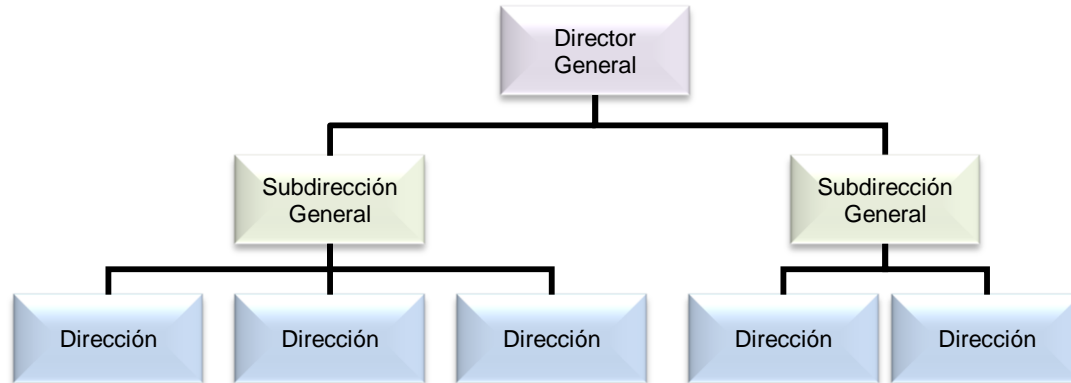 Director
General
Subdirección
General
Subdirección
General
Dirección
Dirección
Dirección
Dirección
Dirección